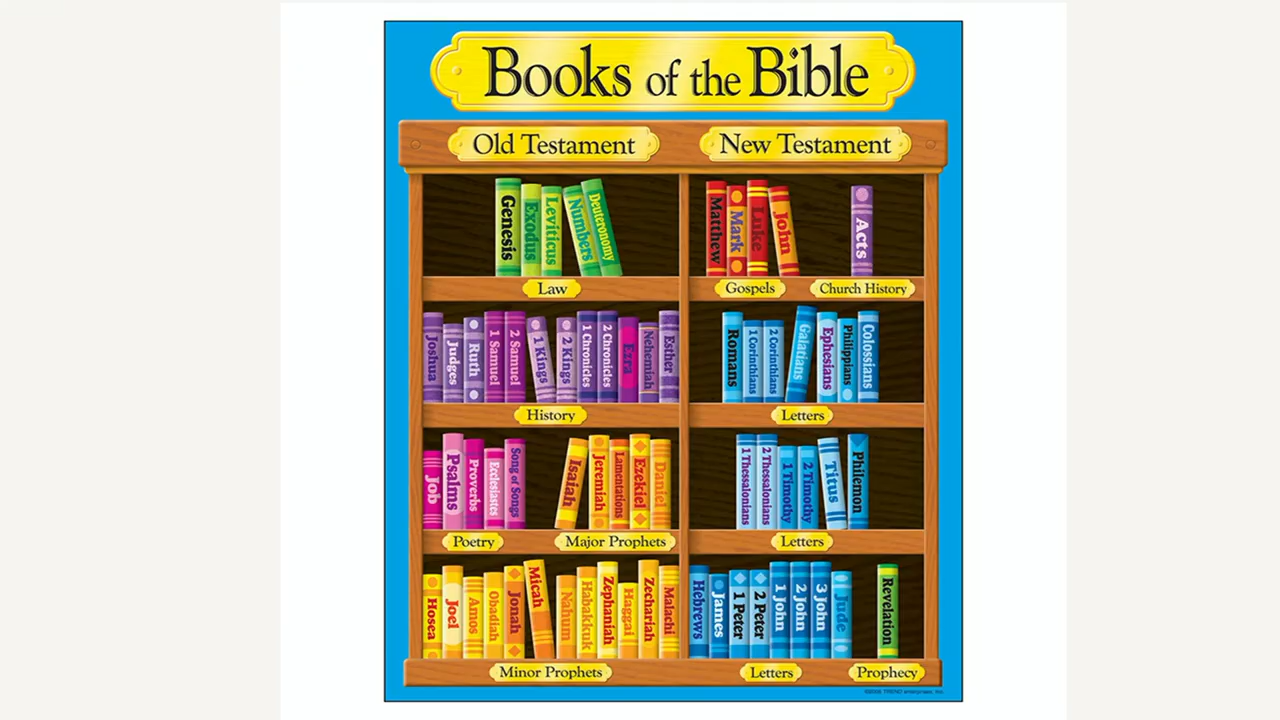 Books of the Bible
Old Testament
New Testament
Genesis
Exodus
Leviticus
Numbers
Deuteronomy
Law
Matthew
Mark
Luke
John
Gospels
Acts
Church History
Joshua
Judges
Ruth
1 Samuel
2 Samuel
1 Kings
2 Kings
1 Chronicles
2 Chronicles
Ezra
Nehemiah
Esther
History
Romans
1 Corinthians
2 Corinthians
Galatians
Ephesians
Philippians
Colossians
Letters
Job
Psalms
Proverbs
Ecclesiastes
Song of Songs
Poetry
Isaiah
Jeremiah
Lamentations
Ezekiel
Daniel
Major Prophets
1 Thessalonians
2 Thessalonians
1 Timothy
2 Timothy
Titus
Philemon
Letters
Hosea
Joel
Amos
Obadiah
Jonah
Micah
Nahum
Habakkuk
Zephaniah
Haggai
Zechariah
Malachi
Minor Prophets
Hebrews
James
1 Peter
2 Peter
1 John
2 John
3 John
Jude
Letters
Revelation
Prophecy
TREND enterprises, Inc.